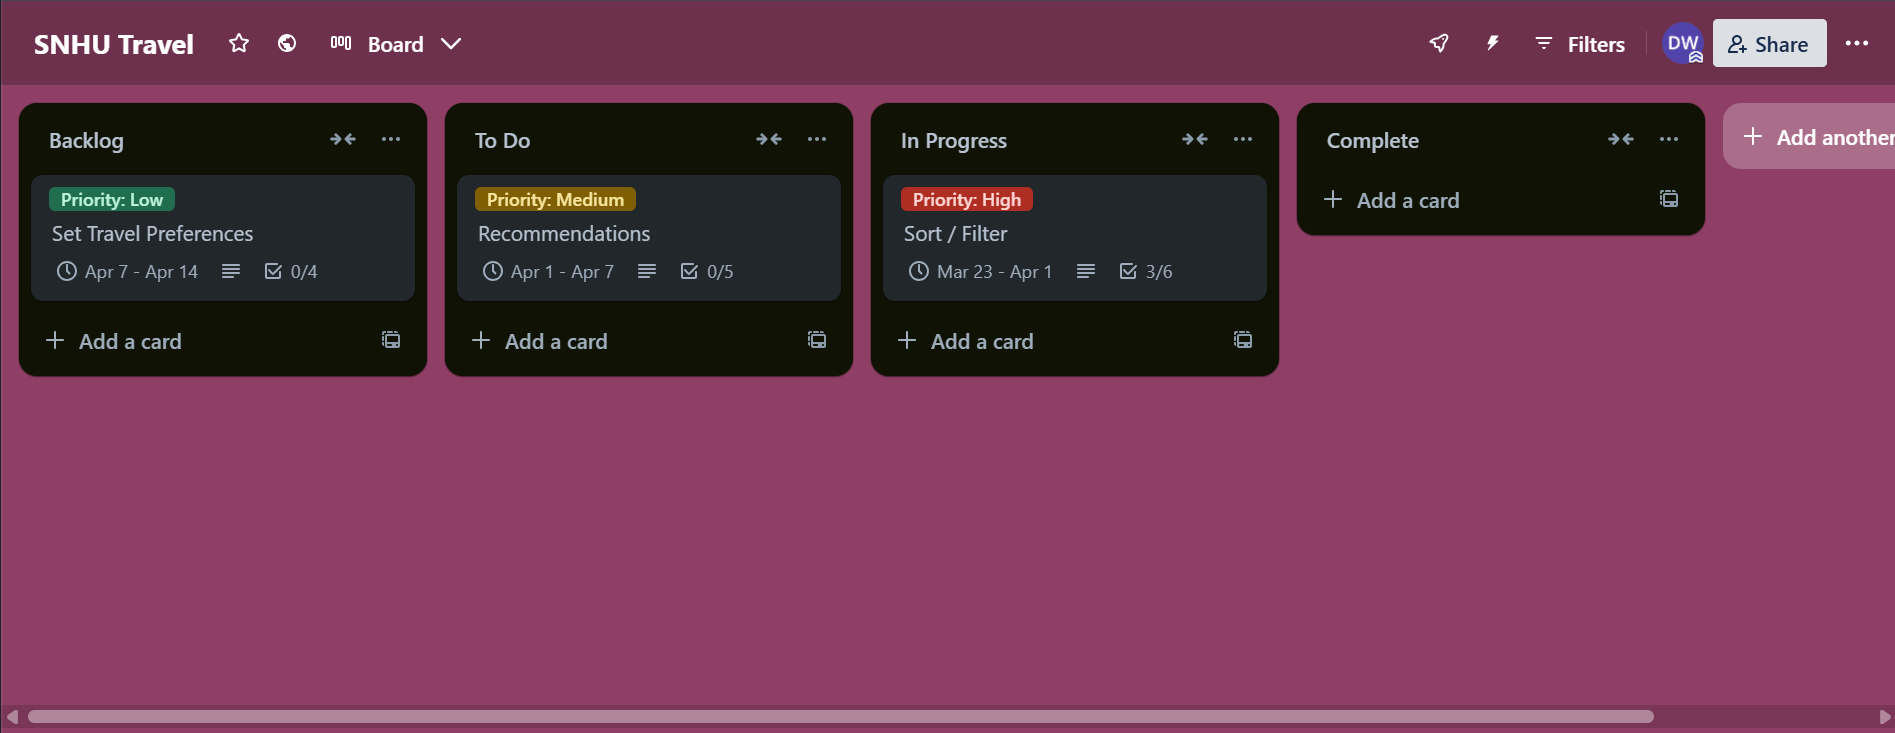 SNHU Travel
Board
Filters
DW
Share
Backlog
Priority: Low
Set Travel Preferences
Apr 7 - Apr 14
0/4
Add a card
To Do
Priority: Medium
Recommendations
Apr 1 - Apr 7
0/5
Add a card
In Progress
Priority: High
Sort / Filter
Mar 23 - Apr 1
3/6
Add a card
Complete
Add a card
Add another